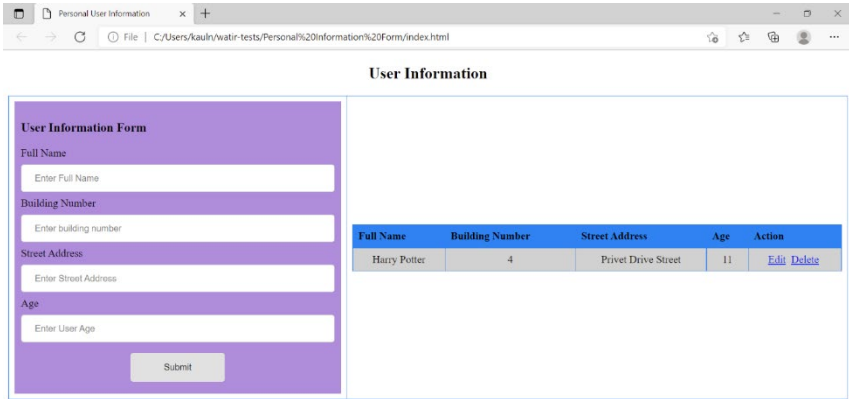 Personal User Information
File | C:/Users/kauln/watir-tests/Personal%20Information%20Form/index.html
User Information
User Information Form
Full Name
Enter Full Name
Building Number
Enter building number
Street Address
Enter Street Address
Age
Enter User Age
Submit
Full Name Building Number Street Address Age Action
Harry Potter 4 Privet Drive Street 11 Edit Delete